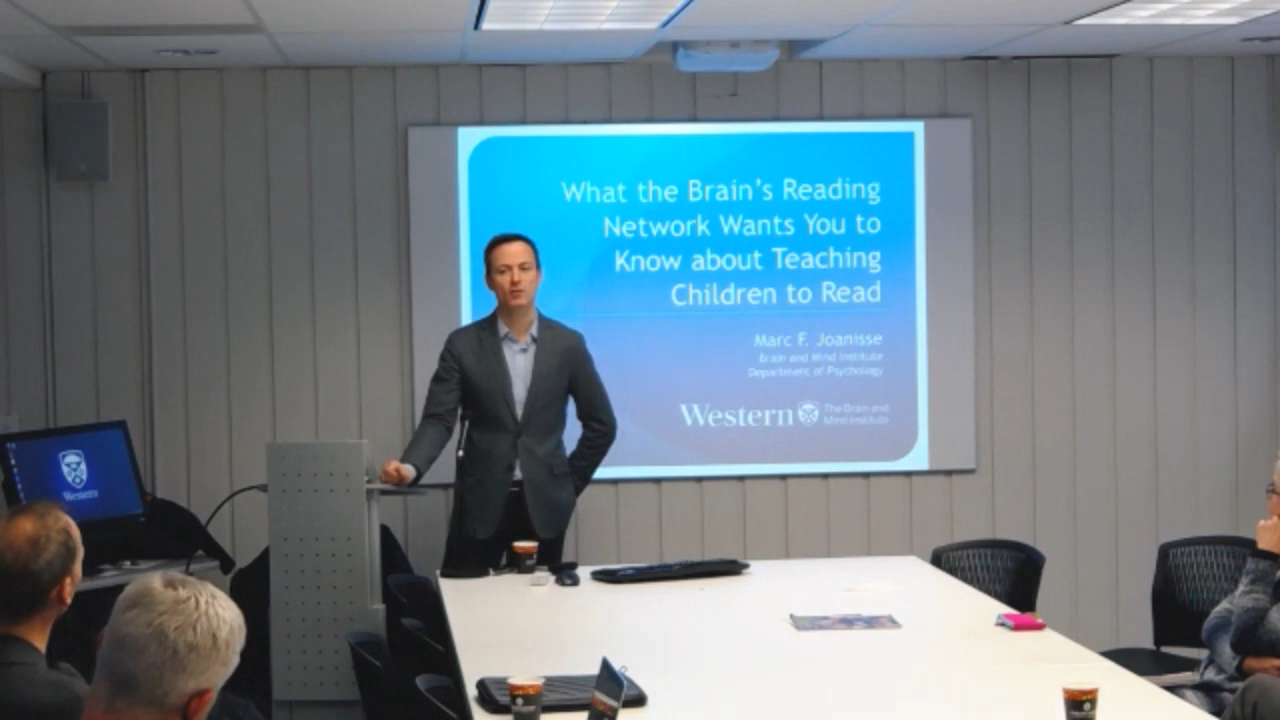 What the Brain's Reading
Network Wants You to
Know about Teaching
Children to Read
Marc F. Joanisse
Brain and Mind Institute
Department of Psychology
Western
The Brain and
Mind Institute
Western